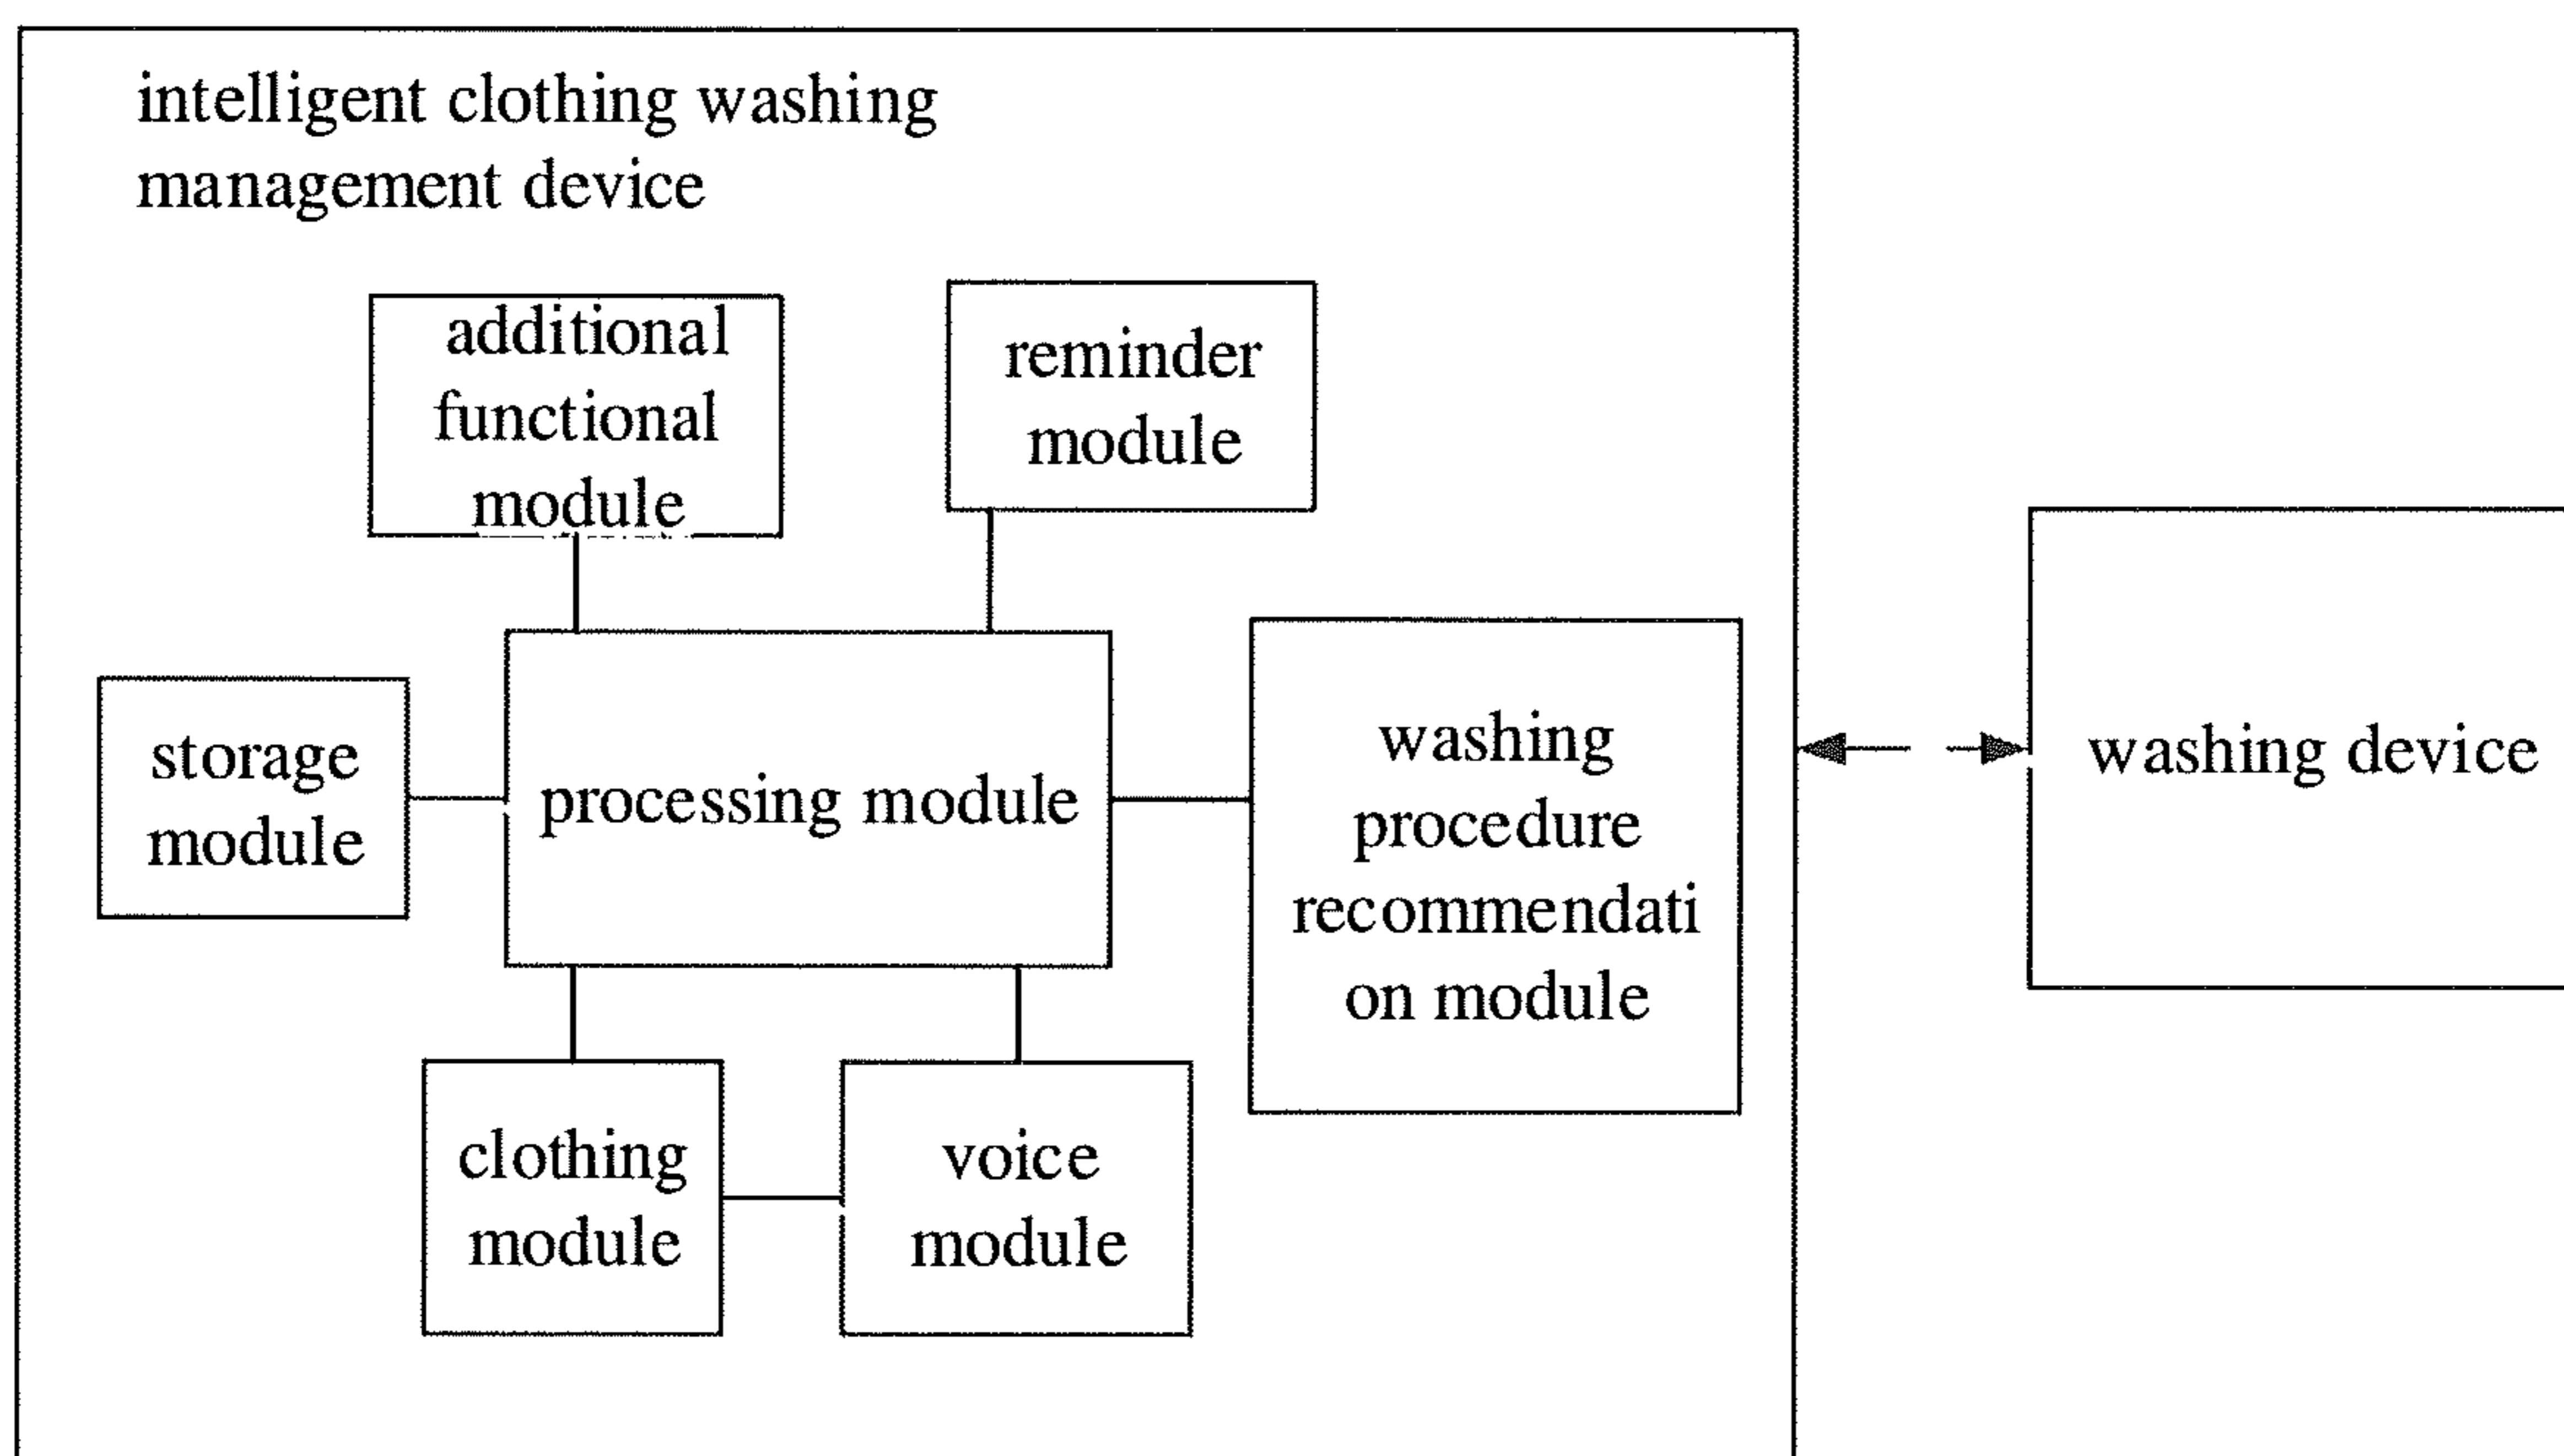 intelligent clothing washing
management device
additional
functional
module
reminder
module
storage
module
processing module
washing
procedure
recommendati
on module
washing device
clothing
module
voice
module